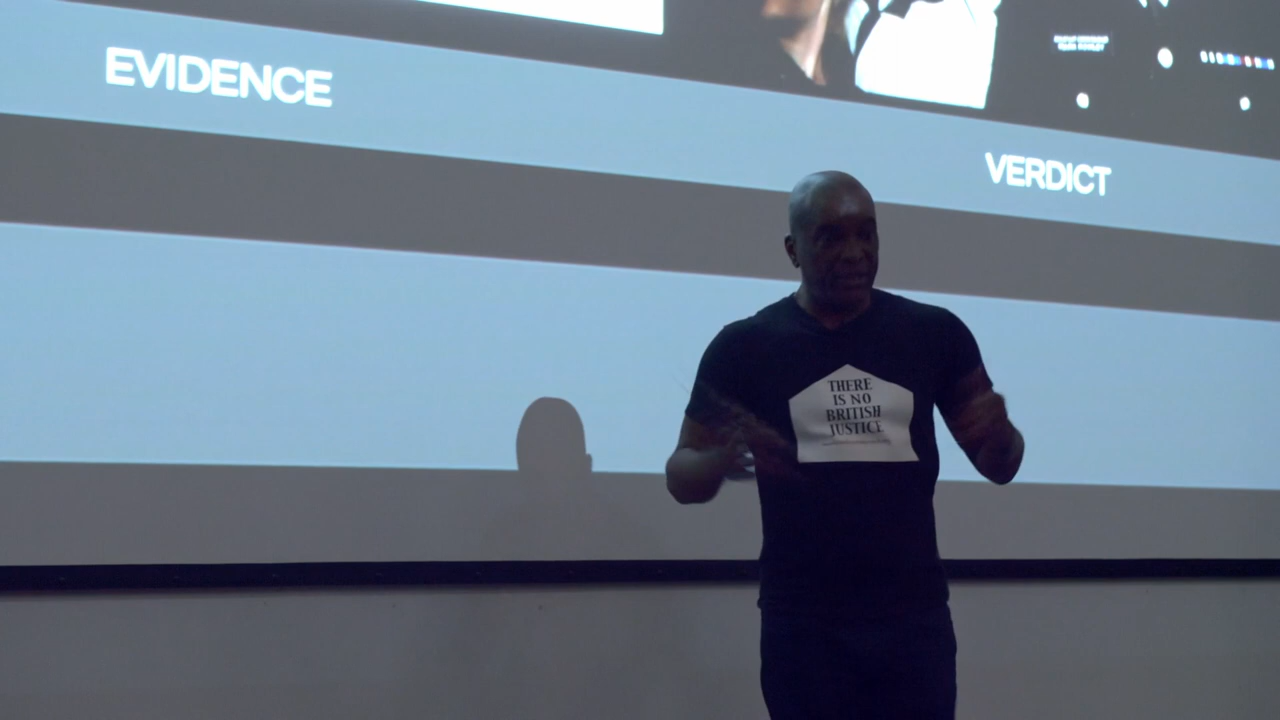 EVIDENCE
VERDICT
THERE
IS NO
BRITISH
JUSTICE